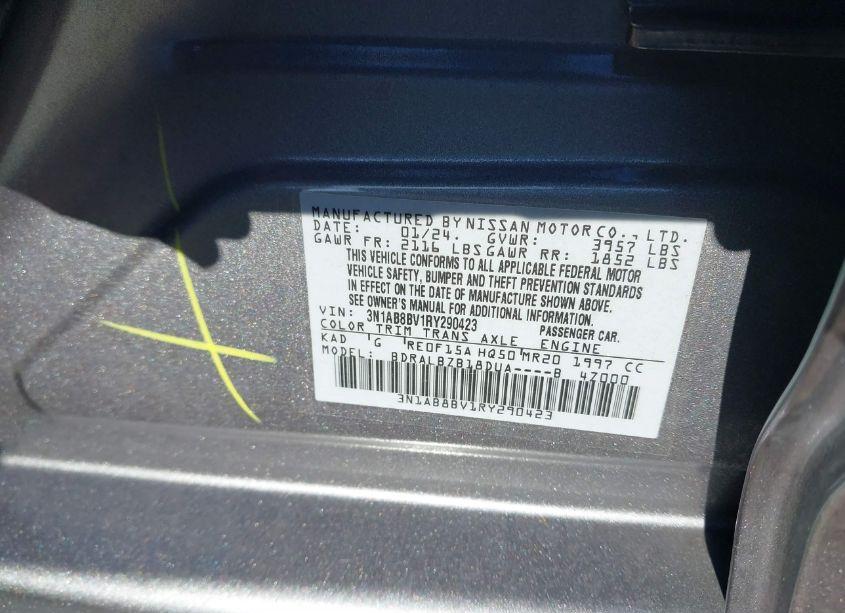 MANUFACTURED BY NISSAN MOTOR CO., LTD.
DATE: 01/24. GVWR: 3957 LBS
GAWR FR: 2116 LBS GAWR RR: 1852 LBS
THIS VEHICLE CONFORMS TO ALL APPLICABLE FEDERAL MOTOR
VEHICLE SAFETY, BUMPER AND THEFT PREVENTION STANDARDS
IN EFFECT ON THE DATE OF MANUFACTURE SHOWN ABOVE.
SEE OWNER'S MANUAL FOR ADDITIONAL INFORMATION.
VIN: 3N1AB8BV1RY290423 PASSENGER CAR.
COLOR TRIM TRANS AXLE ENGINE
KAD 'G 'RE0F15A HQ50 MR20 1997 CC
MODEL: BDRALBZB18DUA----B 47000
3N1AB8BV1RY290423